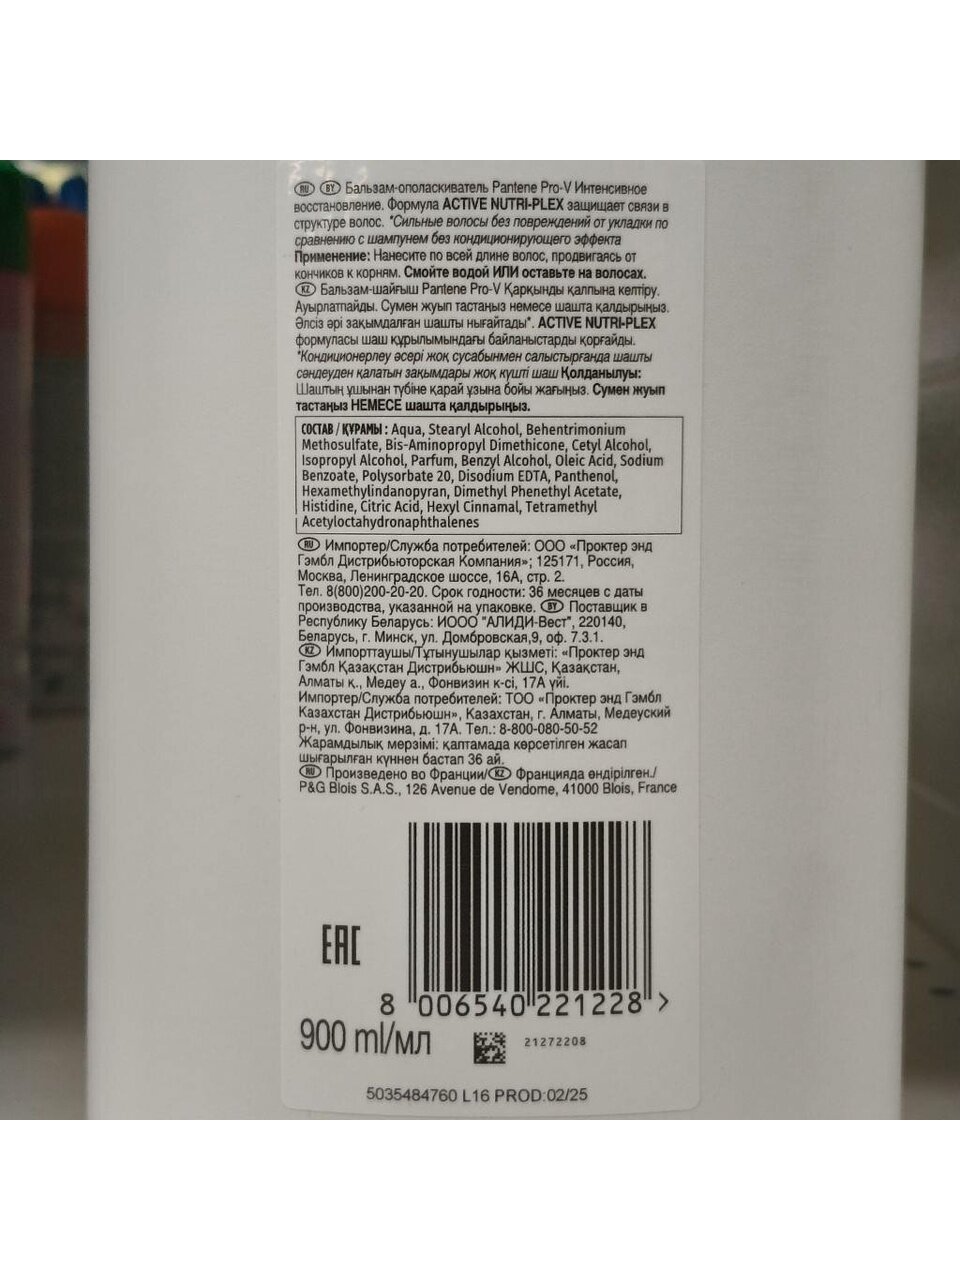 RU BY Бальзам-ополаскиватель Pantene Pro-V Интенсивное
восстановление. Формула ACTIVE NUTRI-PLEX защищает связи в
структуре волос. *Сильные волосы без повреждений от укладки по
сравнению с шампунем без кондиционирующего эффекта
Применение: Нанесите по всей длине волос, продвигаясь от
кончиков к корням. Смойте водой ИЛИ оставьте на волосах.
KZ Бальзам-шайғыш Pantene Pro-V Қарқынды қалпына келтіру.
Ауырлатпайды. Сумен жуып тастаңыз немесе шашта қалдырыңыз.
Әлсіз әрі зақымдалған шашты нығайтады*. ACTIVE NUTRI-PLEX
формуласы шаш құрылымындағы байланыстарды қорғайды.
*Кондиционерлеу әсері жоқ сусабынмен салыстырғанда шашты
сәндеуден қалатын зақымдары жоқ күшті шаш Қолданылуы:
Шаштың ұшынан түбіне қарай ұзына бойы жағыңыз. Сумен жуып
тастаңыз НЕМЕСЕ шашта қалдырыңыз.
СОСТАВ / ҚҰРАМЫ : Aqua, Stearyl Alcohol, Behentrimonium
Methosulfate, Bis-Aminopropyl Dimethicone, Cetyl Alcohol,
Isopropyl Alcohol, Parfum, Benzyl Alcohol, Oleic Acid, Sodium
Benzoate, Polysorbate 20, Disodium EDTA, Panthenol,
Hexamethylindanopyran, Dimethyl Phenethyl Acetate,
Histidine, Citric Acid, Hexyl Cinnamal, Tetramethyl
Acetyloctahydronaphthalenes
RU Импортер/Служба потребителей: ООО «Проктер энд
Гэмбл Дистрибьюторская Компания»; 125171, Россия,
Москва, Ленинградское шоссе, 16А, стр. 2.
Тел. 8(800)200-20-20. Срок годности: 36 месяцев с даты
производства, указанной на упаковке. BY Поставщик в
Республику Беларусь: ИООО "АЛИДИ-Вест", 220140,
Беларусь, г. Минск, ул. Домбровская,9, оф. 7.3.1.
KZ Импорттаушы/Тұтынушылар қызметі: «Проктер энд
Гэмбл Қазақстан Дистрибьюшн» ЖШС, Қазақстан,
Алматы қ., Медеу а., Фонвизин к-сі, 17А үйі.
Импортер/Служба потребителей: ТОО «Проктер энд Гэмбл
Казахстан Дистрибьюшн», Казахстан, г. Алматы, Медеуский
р-н, ул. Фонвизина, д. 17А. Тел.: 8-800-080-50-52
Жарамдылық мерзімі: қаптамада көрсетілген жасап
шығарылған күннен бастап 36 ай.
RU Произведено во Франции/KZ Францияда өндірілген./
P&G Blois S.A.S., 126 Avenue de Vendome, 41000 Blois, France
EAC
8 006540 221228 >
900 ml/мл
21272208
5035484760 L16 PROD:02/25